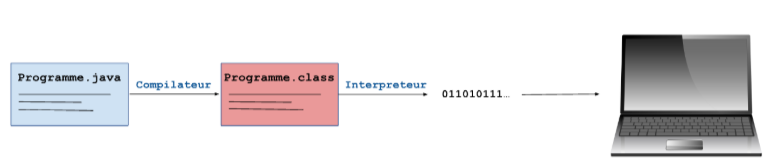 Programme.java
Compilateur
Programme.class
Interpreteur
011010111…